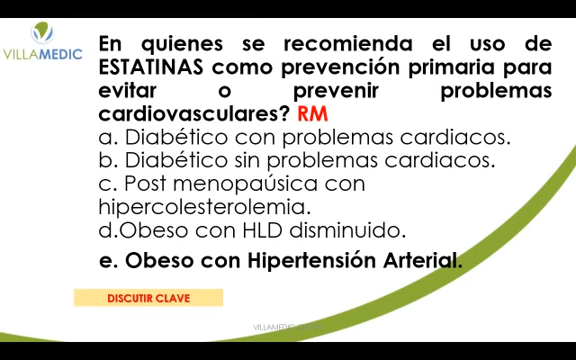 VILLAMEDIC
En quienes se recomienda el uso de
ESTATINAS como prevención primaria para
evitar o prevenir problemas
cardiovasculares? RM
a. Diabético con problemas cardiacos.
b. Diabético sin problemas cardiacos.
c. Post menopaúsica con
hipercolesterolemia.
d.Obeso con HLD disminuido.
e. Obeso con Hipertensión Arterial.
DISCUTIR CLAVE
VILLAMEDIC